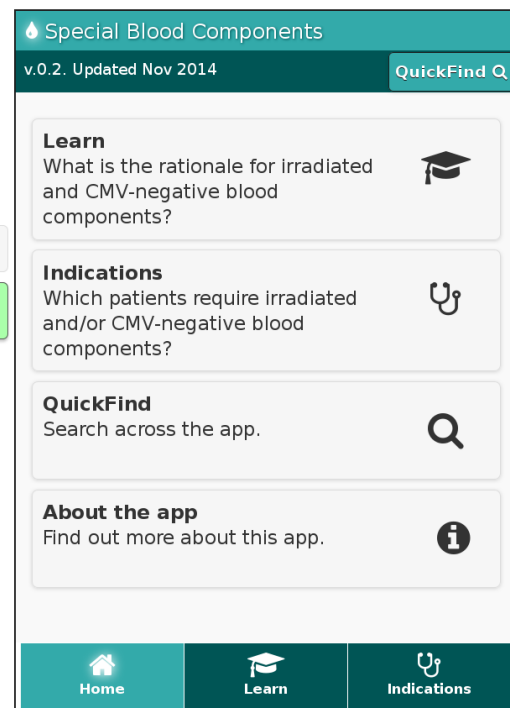 Special Blood Components
v.0.2. Updated Nov 2014
QuickFind
Learn
What is the rationale for irradiated
and CMV-negative blood
components?
Indications
Which patients require irradiated
and/or CMV-negative blood
components?
QuickFind
Search across the app.
About the app
Find out more about this app.
Home
Learn
Indications